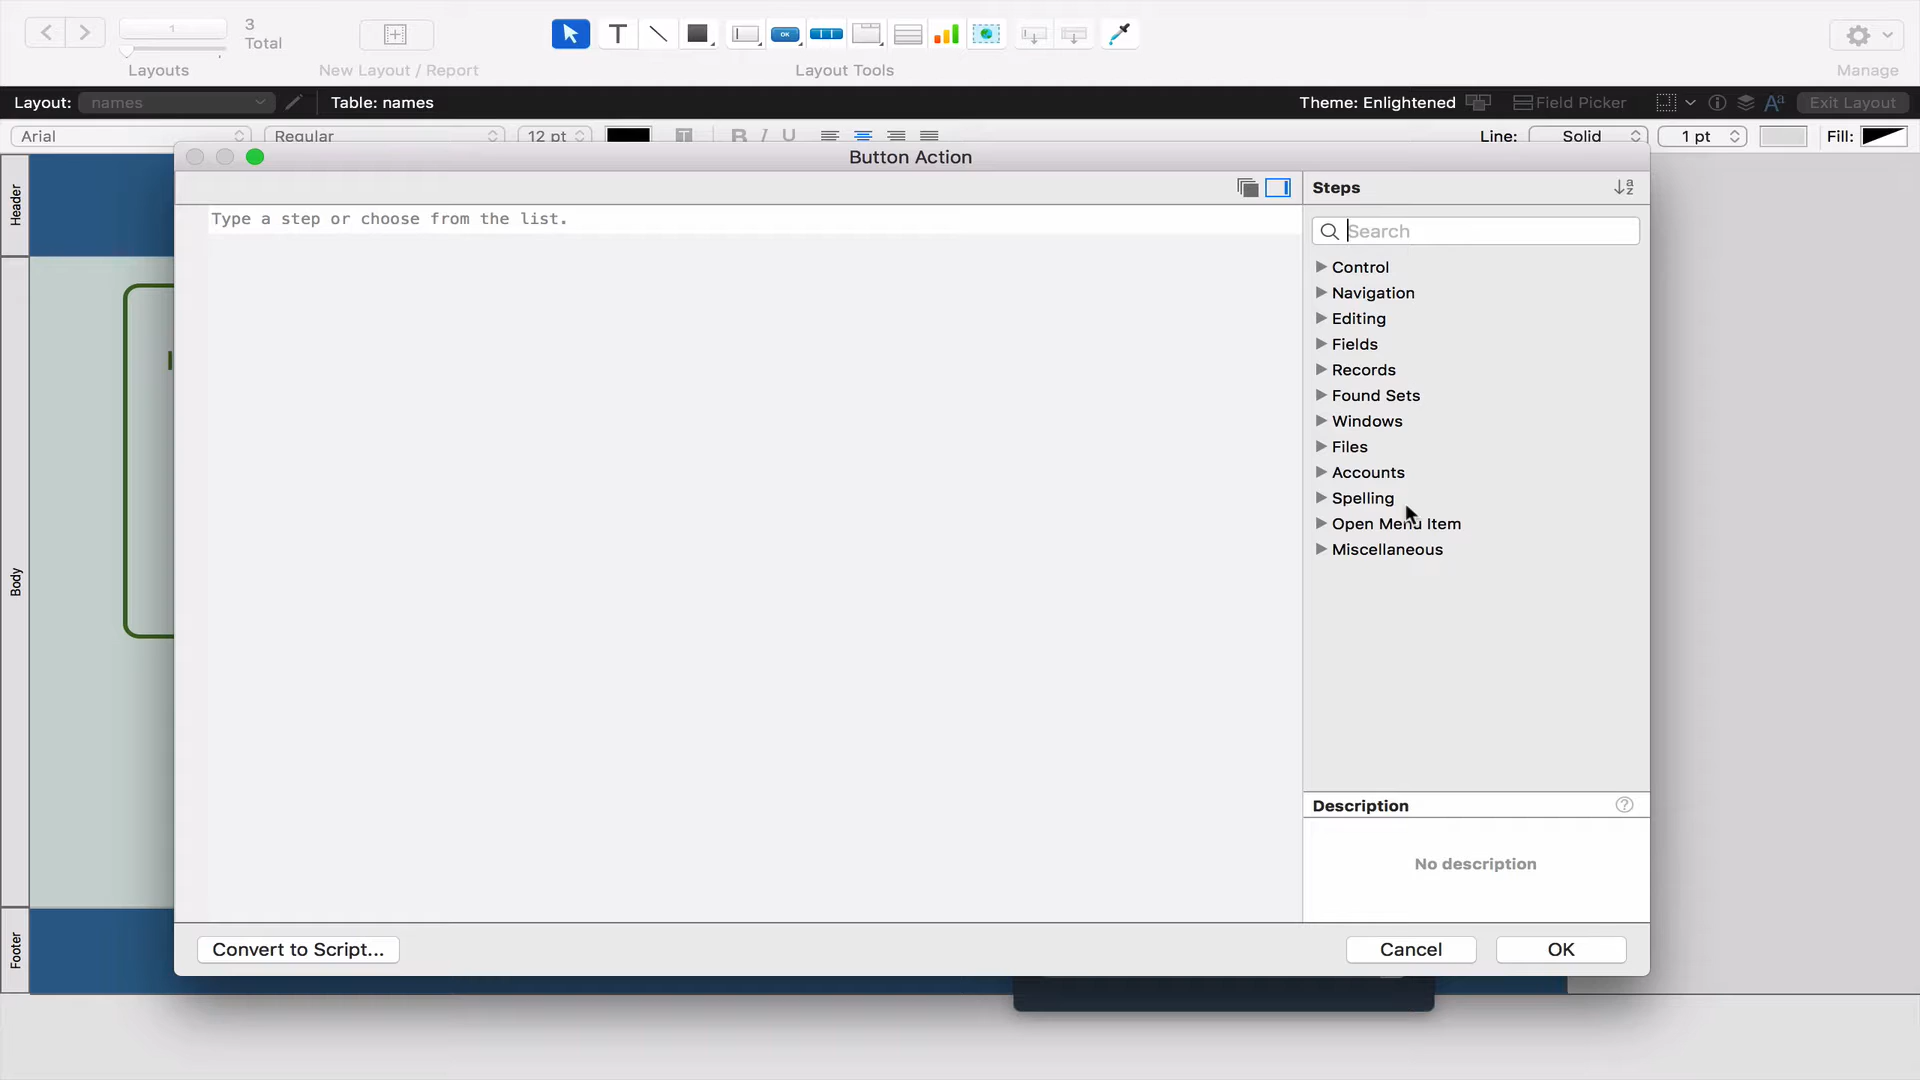 1
3
Total
Layouts
New Layout / Report
OK
Layout Tools
Manage
Layout: names
Table: names
Theme: Enlightened
Field Picker
Exit Layout
Arial
Regular
12 pt
B I U
Line: Solid
1 pt
Fill:
Button Action
Header
Body
Footer
Type a step or choose from the list.
Steps
Search
Control
Navigation
Editing
Fields
Records
Found Sets
Windows
Files
Accounts
Spelling
Open Menu Item
Miscellaneous
Description
No description
Convert to Script...
Cancel
OK